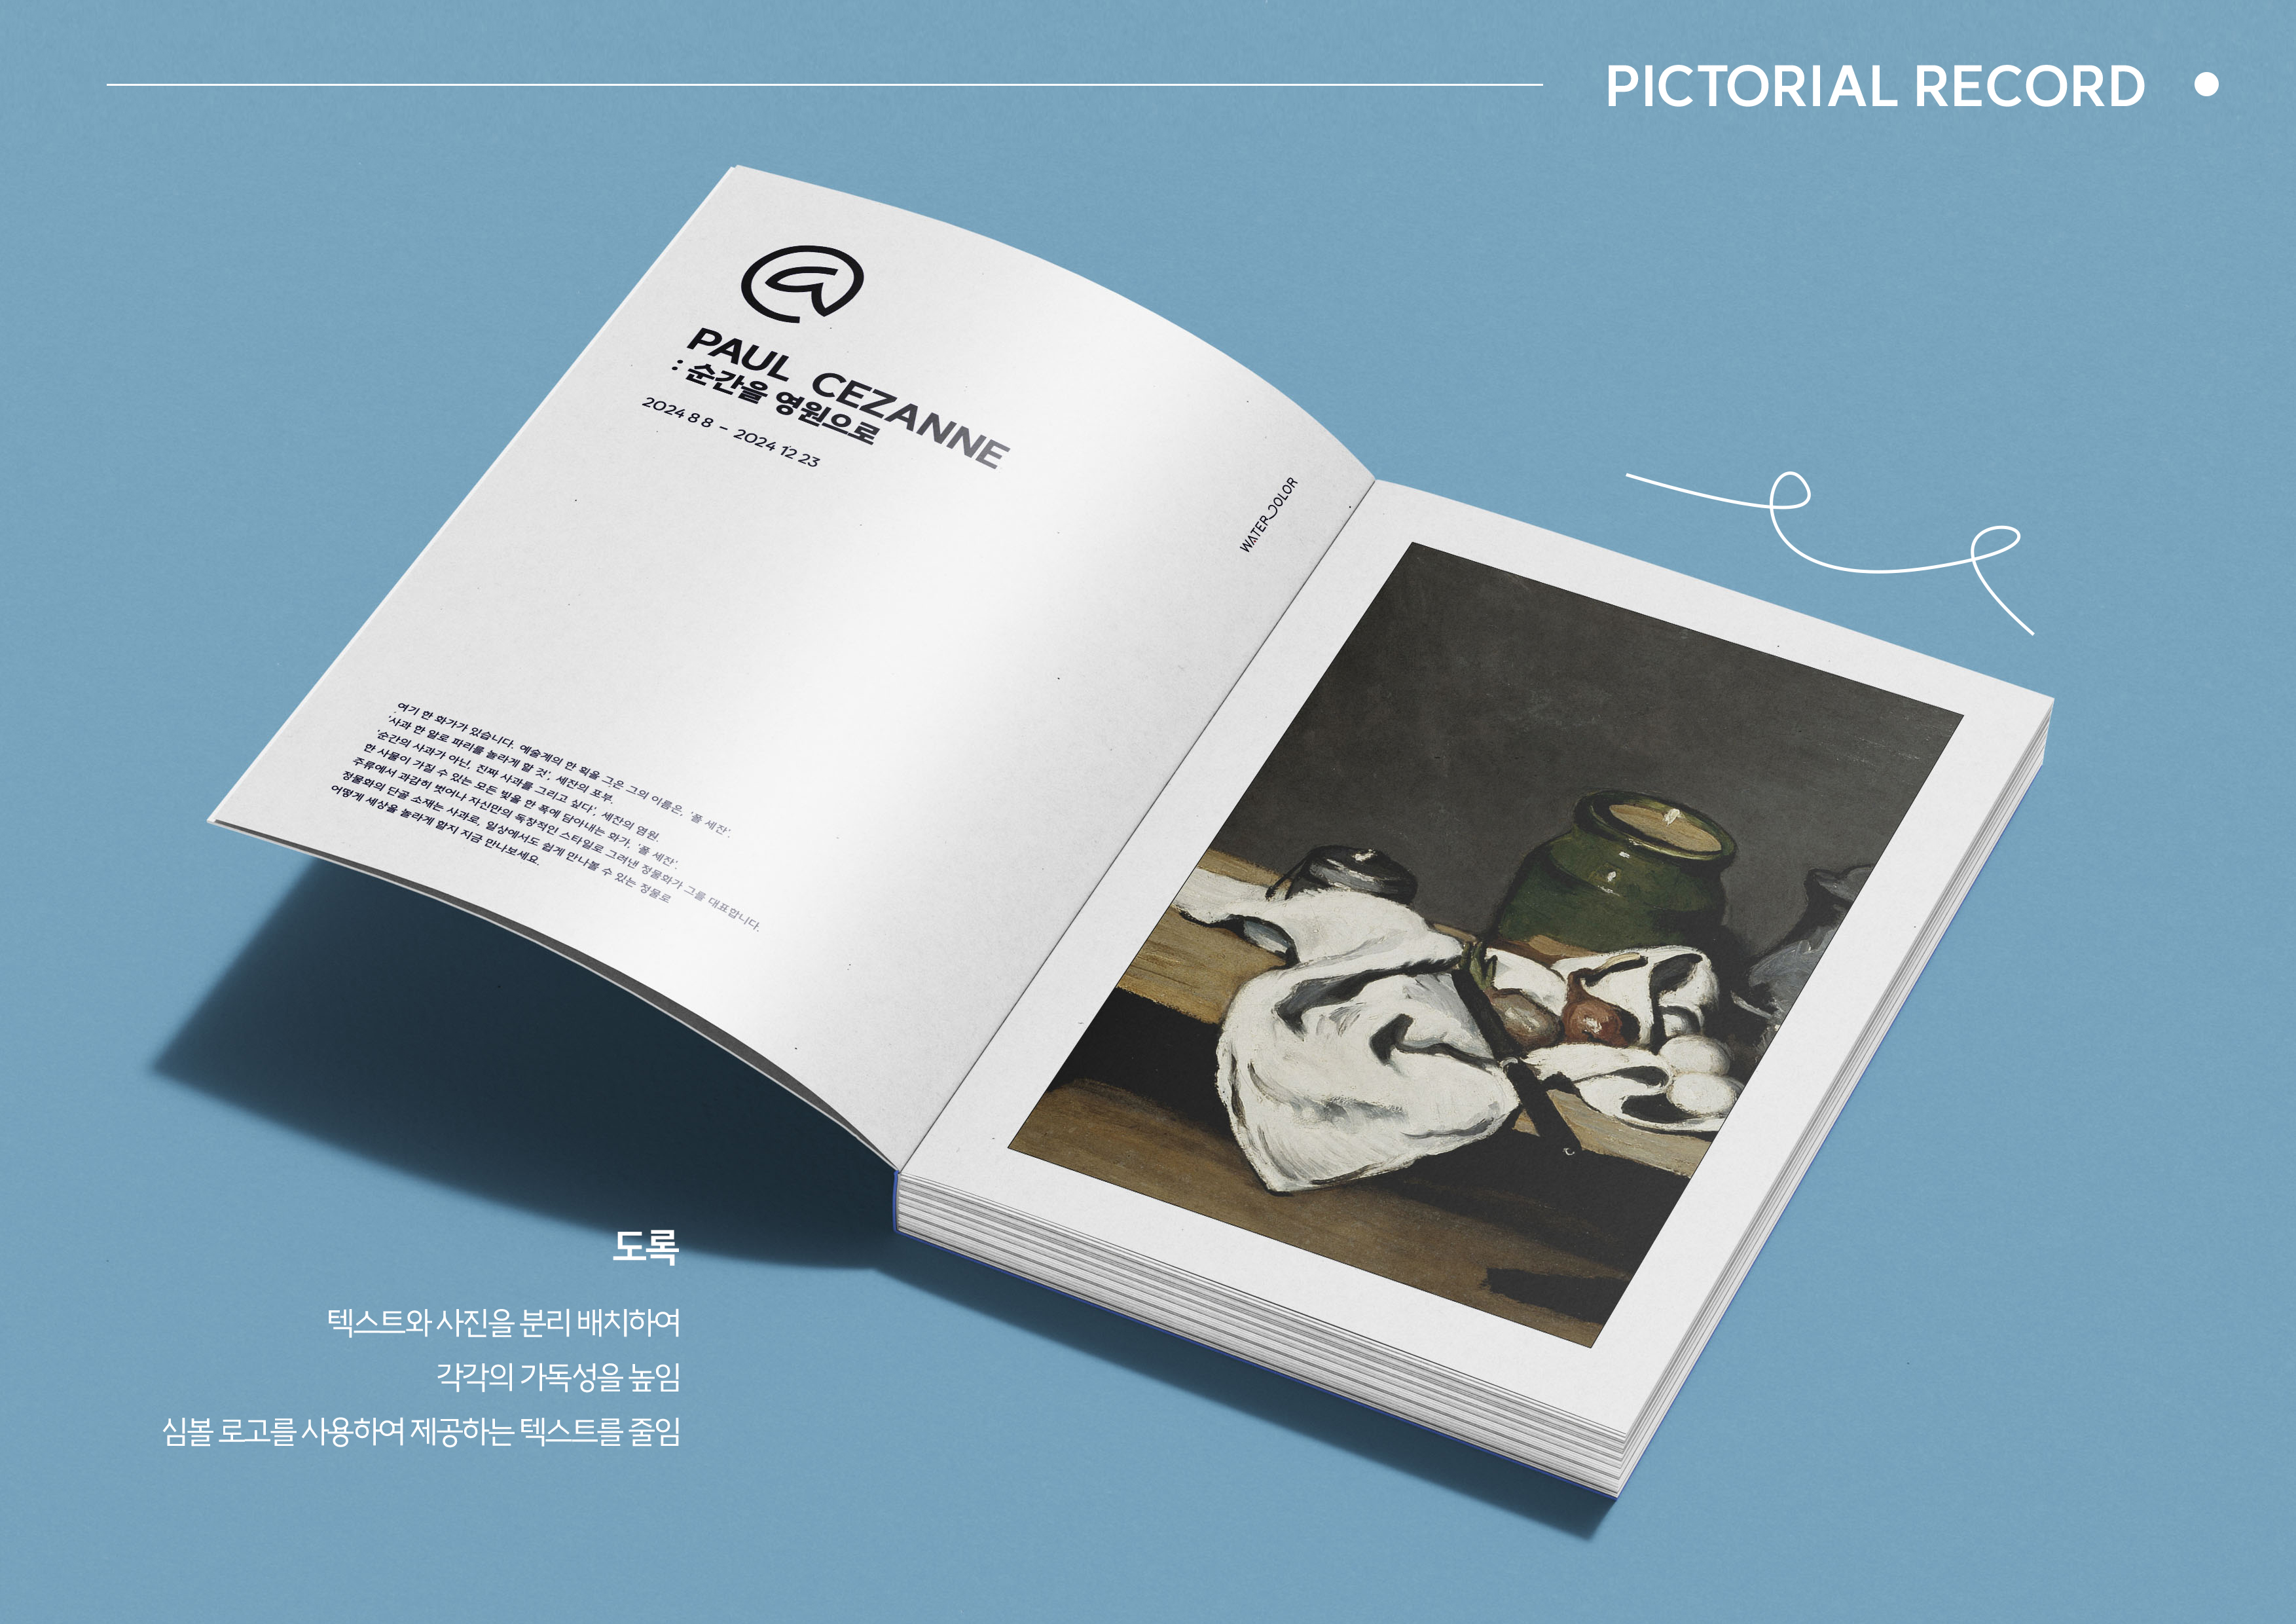 PICTORIAL RECORD
PAUL CEZANNE
: 순간을 영원으로
2024 8 8 - 2024 12 23
WATER COLOR
여기 한 화가가 있습니다. 예술계의 한 획을 그은 그의 이름은, '폴 세잔'.
'사과 한 알로 파리를 놀라게 할 것', 세잔의 포부.
'순간의 사과가 아닌, 진짜 사과를 그리고 싶다', 세잔의 염원.
한 사물이 가질 수 있는 모든 빛을 한 폭에 담아내는 화가, '폴 세잔'.
주류에서 과감히 벗어나 자신만의 독창적인 스타일로 그려낸 정물화가 그를 대표합니다.
정물화의 단골 소재는 사과로, 일상에서도 쉽게 만나볼 수 있는 정물로
어떻게 세상을 놀라게 할지 지금 만나보세요.
도록
텍스트와 사진을 분리 배치하여
각각의 가독성을 높임
심볼 로고를 사용하여 제공하는 텍스트를 줄임